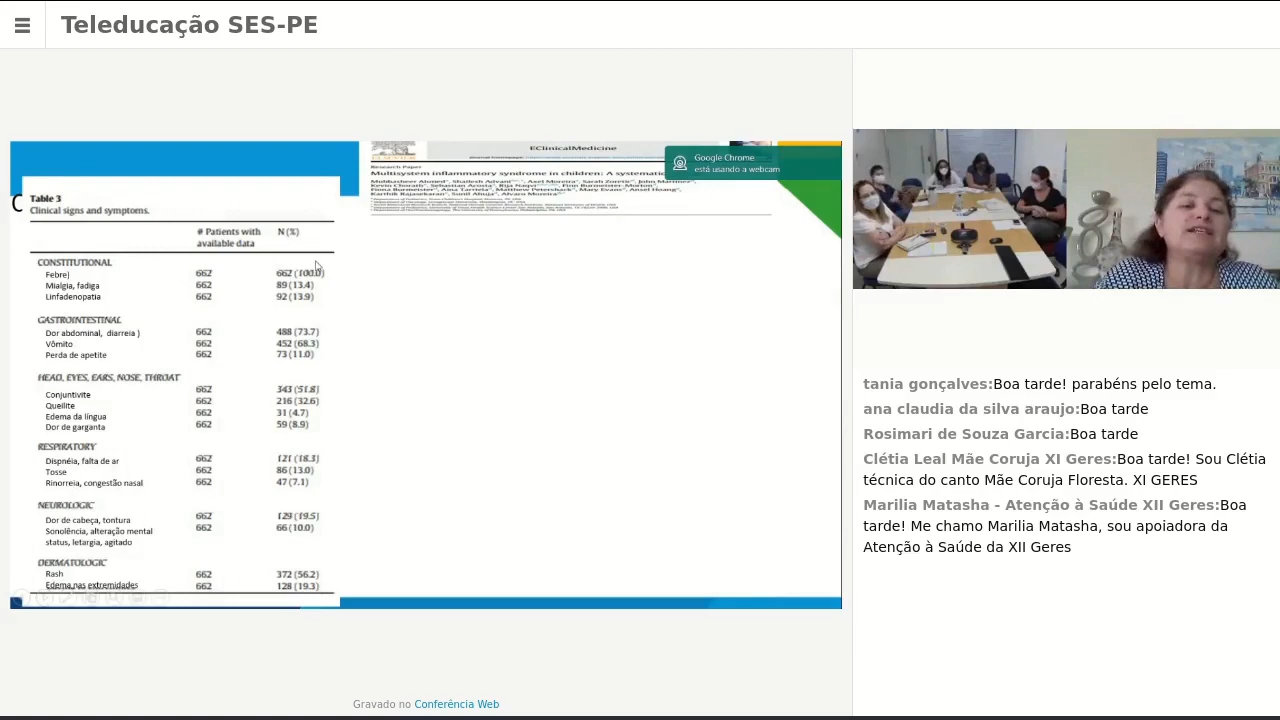 Teleducação SES-PE
EClinicalMedicine
Google Chrome
está usando a webcam
Research Paper
Multisystem inflammatory syndrome in children: A systemati
C
Table 3
Clinical signs and symptoms.
# Patients with available data N (%)
CONSTITUTIONAL
Febre) 662 662 (100.0)
Mialgia, fadiga 662 89 (13.4)
Linfadenopatia 662 92 (13.9)
GASTROINTESTINAL
Dor abdominal, diarreia ) 662 488 (73.7)
Vômito 662 452 (68.3)
Perda de apetite 662 73 (11.0)
HEAD, EYES, EARS, NOSE, THROAT
Conjuntivite 662 343 (51.8)
Queilite 662 216 (32.6)
Edema da língua 662 31 (4.7)
Dor de garganta 662 59 (8.9)
RESPIRATORY
Dispnéia, falta de ar 662 121 (18.3)
Tosse 662 86 (13.0)
Rinorreia, congestão nasal 662 47 (7.1)
NEUROLOGIC
Dor de cabeça, tontura 662 129 (19.5)
Sonolência, alteração mental 662 66 (10.0)
status, letargia, agitado
DERMATOLOGIC
Rash 662 372 (56.2)
Edema nas extremidades 662 128 (19.3)
tania gonçalves:Boa tarde! parabéns pelo tema.
ana claudia da silva araujo:Boa tarde
Rosimari de Souza Garcia:Boa tarde
Clétia Leal Mãe Coruja XI Geres:Boa tarde! Sou Clétia
técnica do canto Mãe Coruja Floresta. XI GERES
Marilia Matasha - Atenção à Saúde XII Geres:Boa
tarde! Me chamo Marilia Matasha, sou apoiadora da
Atenção à Saúde da XII Geres
Gravado no Conferência Web